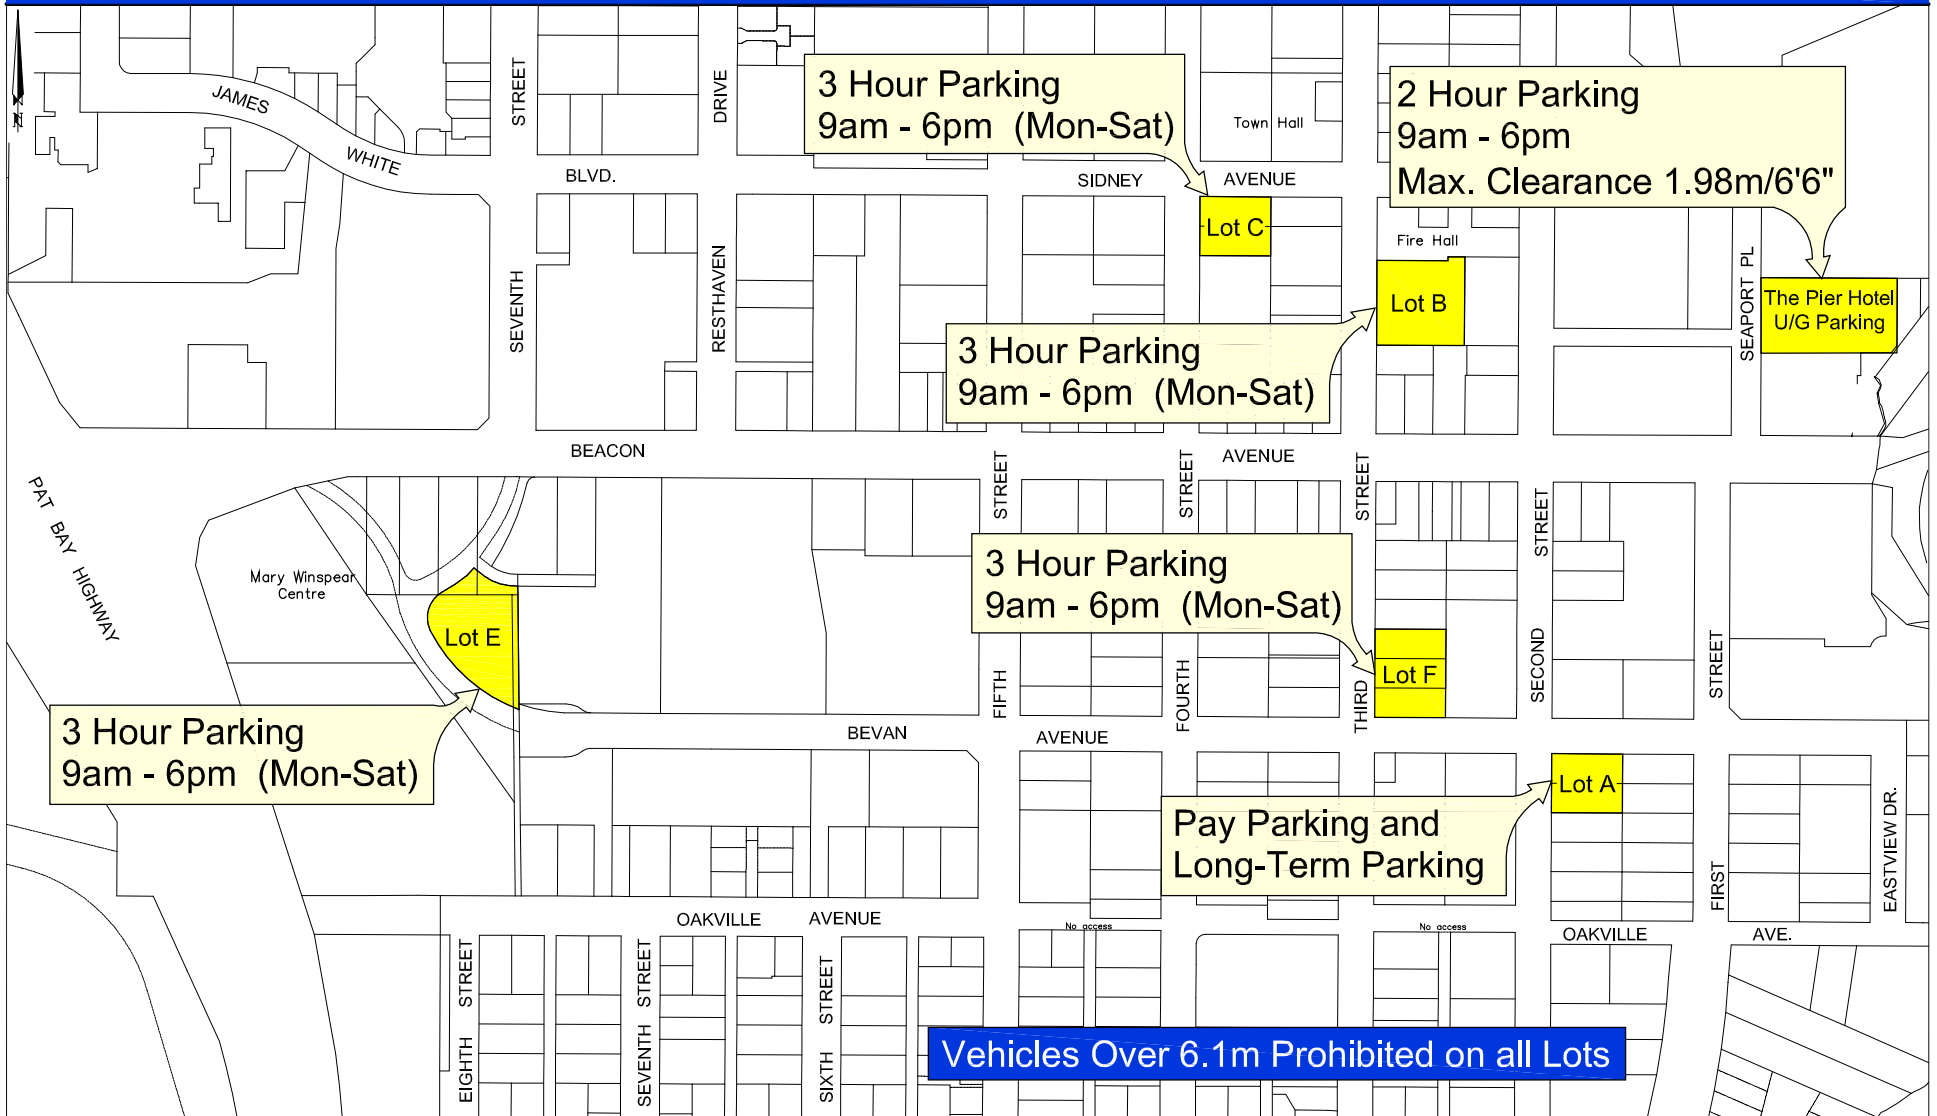 JAMES
WHITE
BLVD.
STREET
SEVENTH
DRIVE
RESTHAVEN
3 Hour Parking
9am - 6pm (Mon-Sat)
Town Hall
2 Hour Parking
9am - 6pm
Max. Clearance 1.98m/6'6"
SIDNEY
AVENUE
Lot C
Fire Hall
Lot B
SEAPORT PL
The Pier Hotel
U/G Parking
3 Hour Parking
9am - 6pm (Mon-Sat)
BEACON
AVENUE
PAT BAY HIGHWAY
STREET
STREET
STREET
STREET
Mary Winspear
Centre
Lot E
3 Hour Parking
9am - 6pm (Mon-Sat)
Lot F
FIFTH
FOURTH
THIRD
SECOND
STREET
3 Hour Parking
9am - 6pm (Mon-Sat)
BEVAN
AVENUE
Lot A
Pay Parking and
Long-Term Parking
FIRST
EASTVIEW DR.
OAKVILLE
AVENUE
No access
No access
OAKVILLE
AVE.
EIGHTH STREET
SEVENTH STREET
SIXTH STREET
Vehicles Over 6.1m Prohibited on all Lots
N